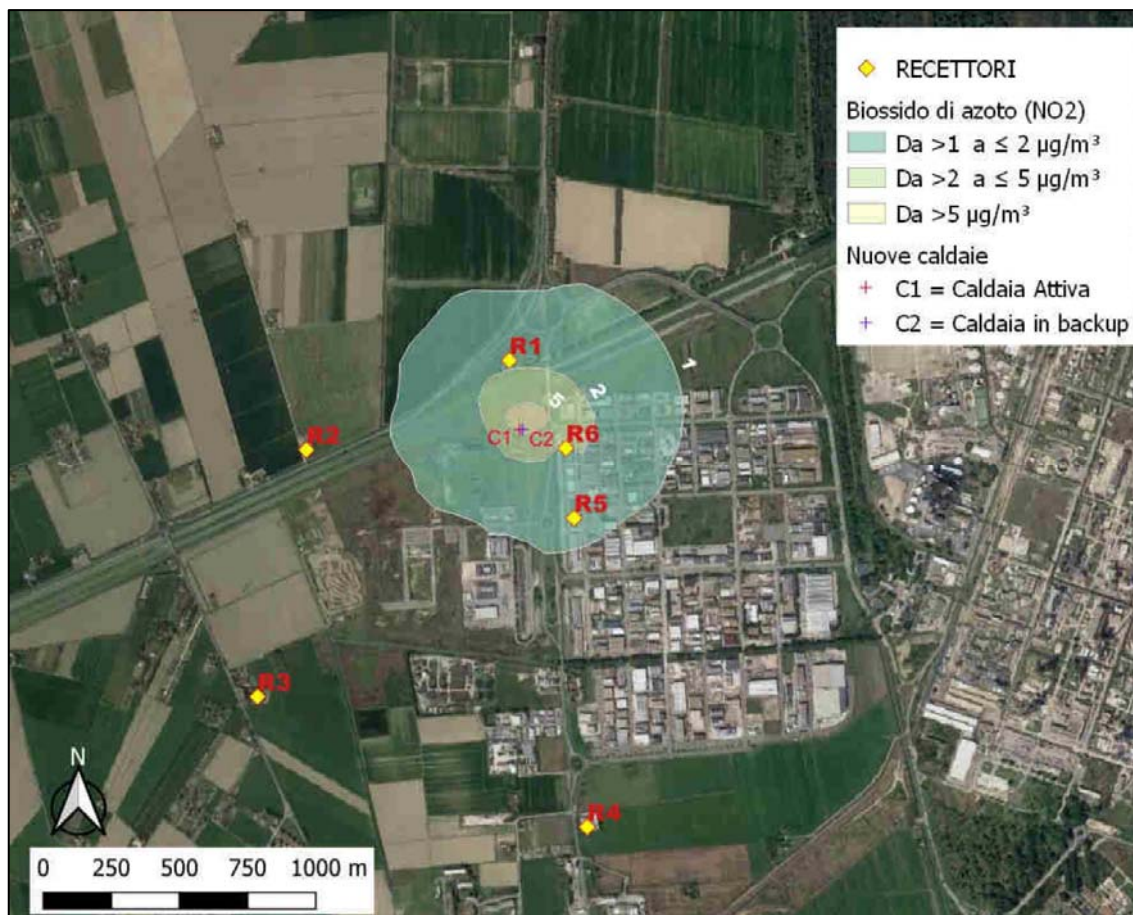 RECETTORI
Biossido di azoto (NO2)
Da >1 a ≤ 2 µg/m³
Da >2 a ≤ 5 µg/m³
Da >5 µg/m³
Nuove caldaie
C1 = Caldaia Attiva
C2 = Caldaia in backup
R1
1
2
5
C1 C2
R6
R2
R5
R3
R4
N
0 250 500 750 1000 m